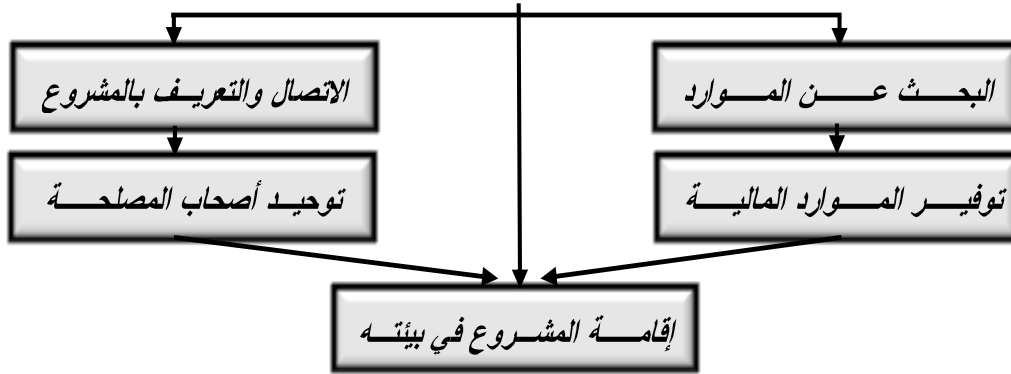 البحث عن الموارد
الاتصال والتعريف بالمشروع
توفير الموارد المالية
توحيد أصحاب المصلحة
إقامة المشروع في بيئته